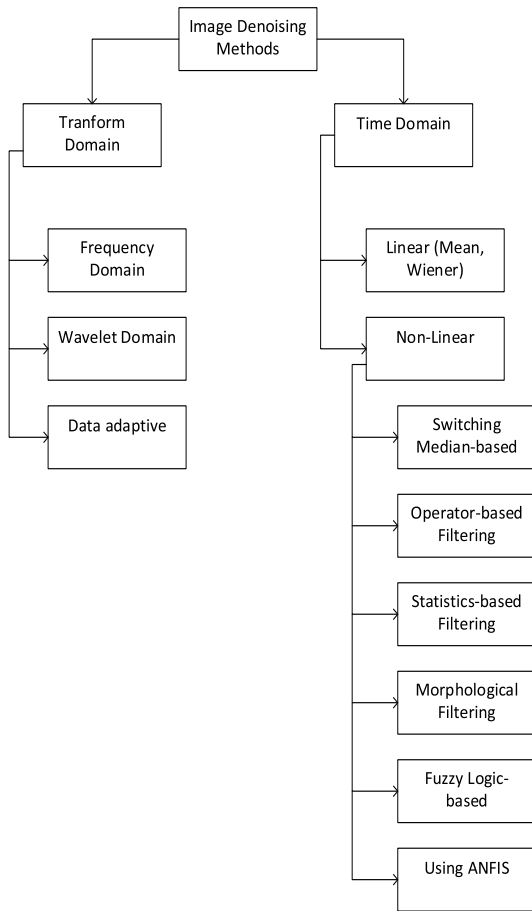 Image Denoising
Methods
Tranform
Domain
Time Domain
Frequency
Domain
Linear (Mean,
Wiener)
Wavelet Domain
Non-Linear
Data adaptive
Switching
Median-based
Operator-based
Filtering
Statistics-based
Filtering
Morphological
Filtering
Fuzzy Logic-
based
Using ANFIS